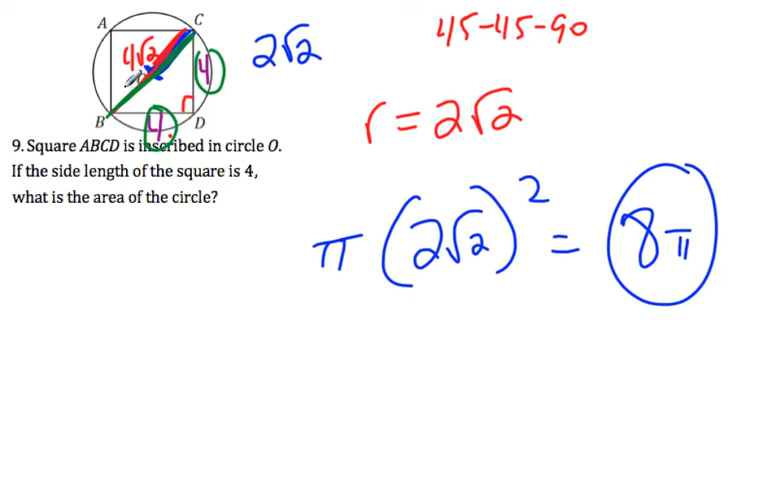 A C
4√2 2√2
4
r
B 4 D
45-45-90
r = 2√2
9. Square ABCD is inscribed in circle O.
If the side length of the square is 4,
what is the area of the circle?
π (2√2)² = 8π